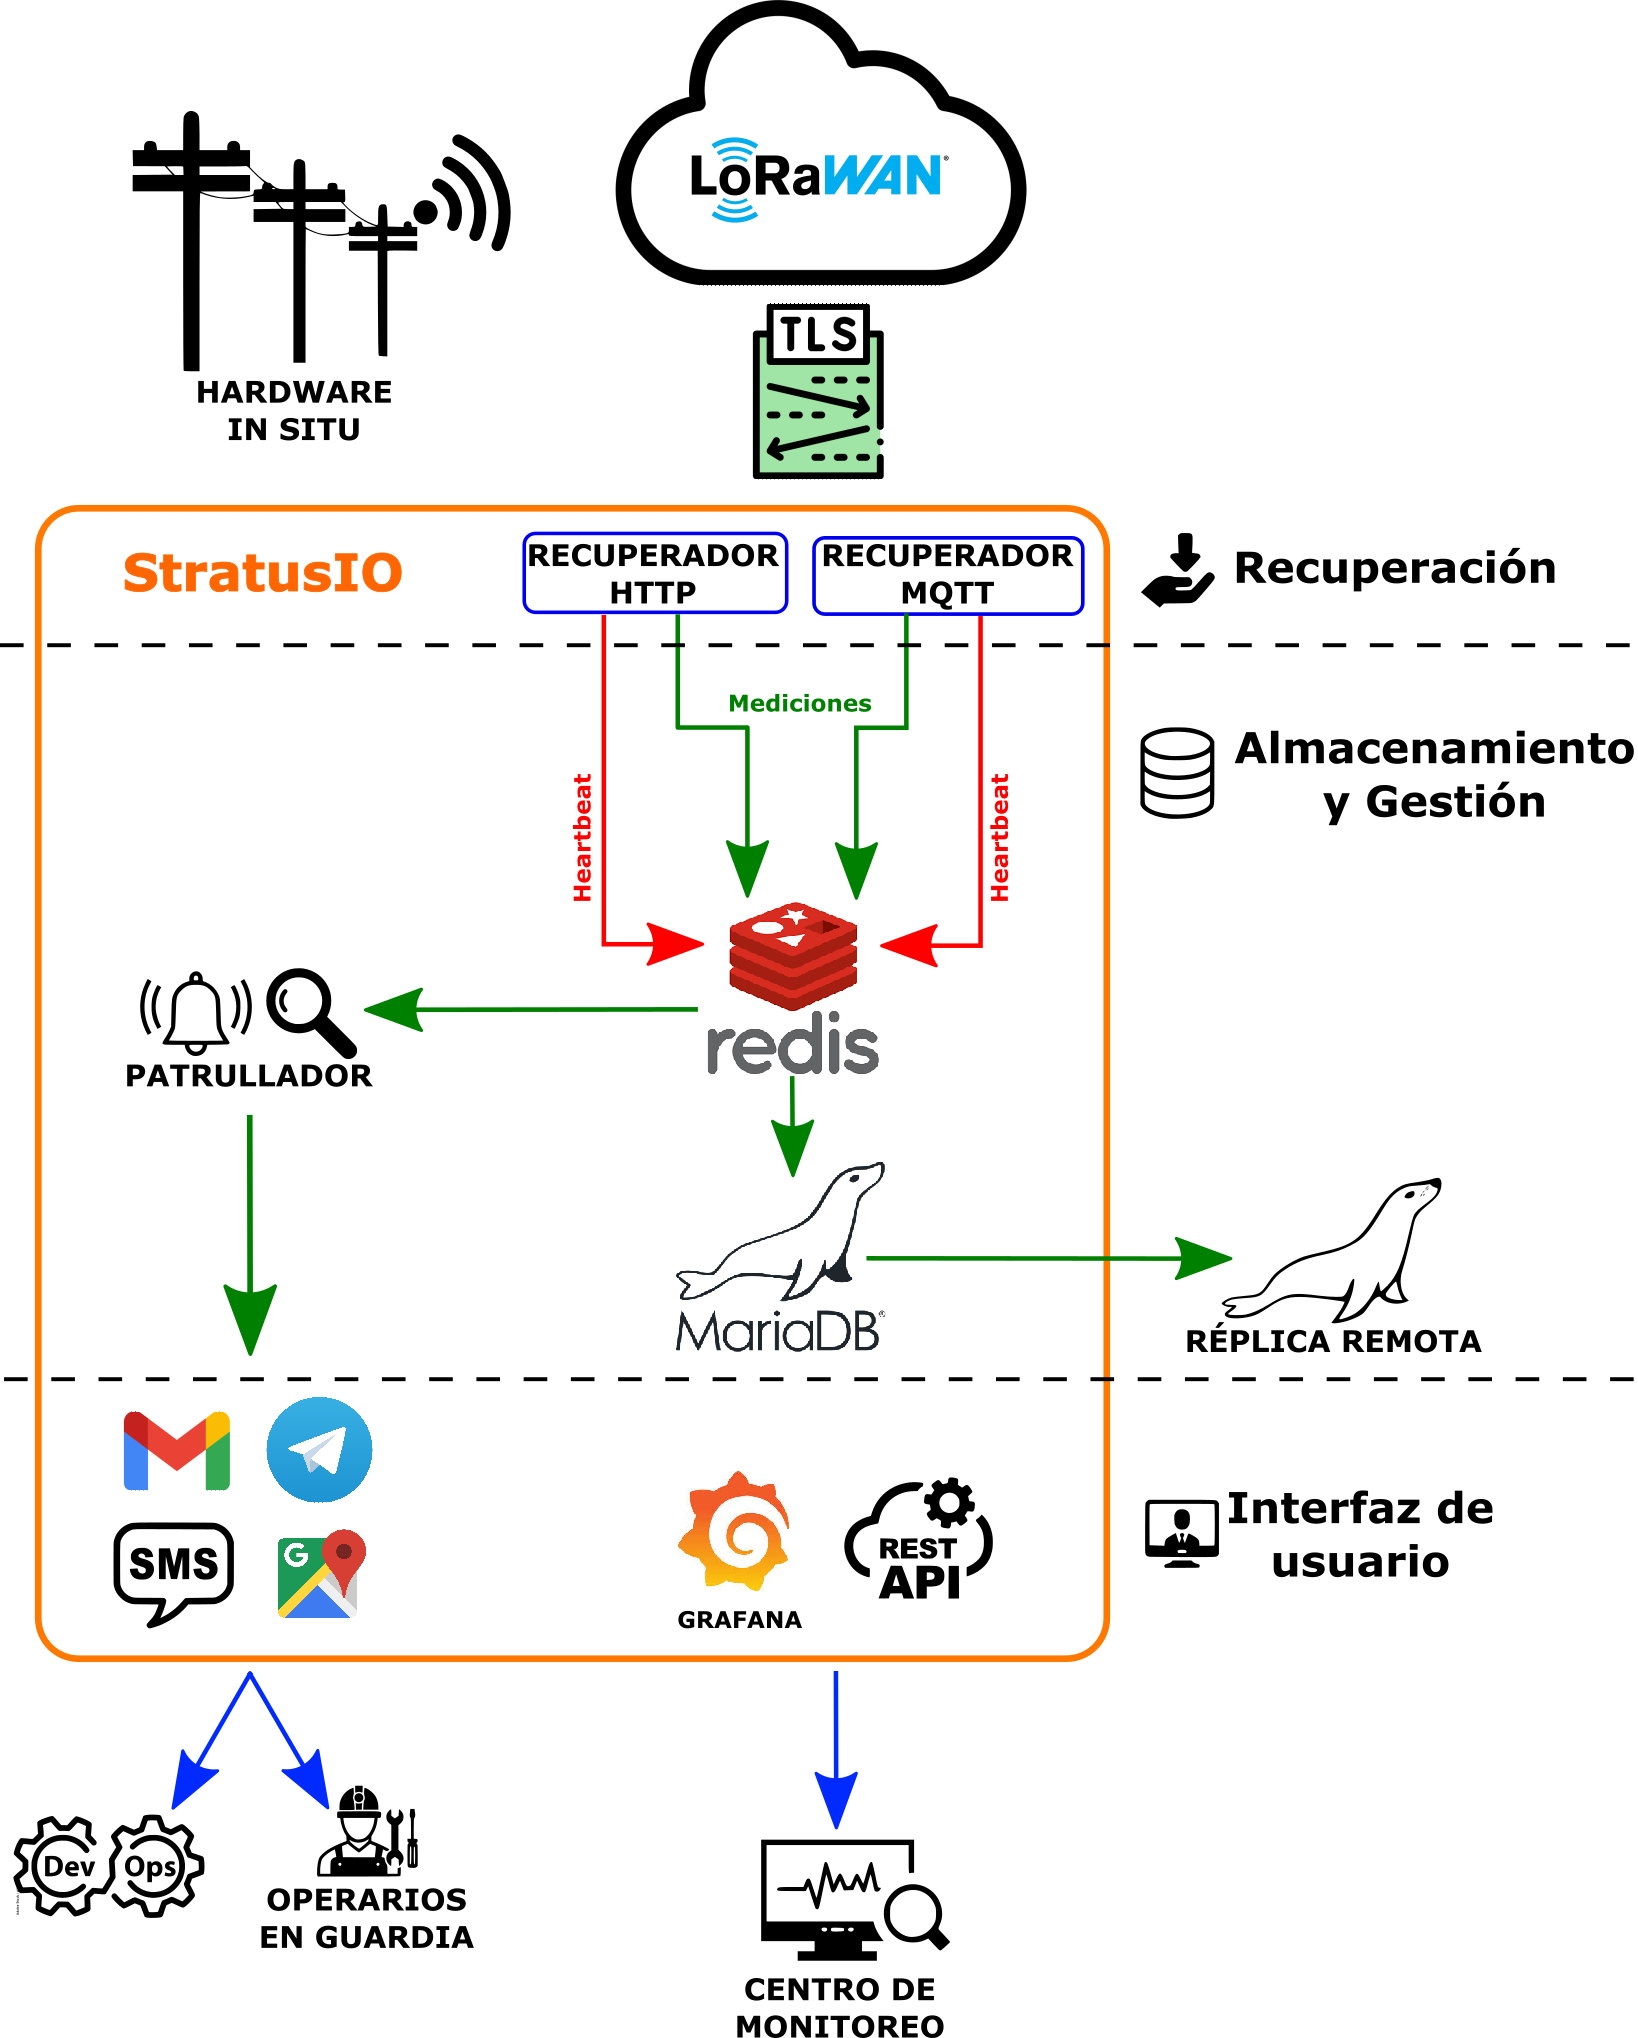 LoRaWAN®
TLS
HARDWARE
IN SITU
StratusIO
RECUPERADOR
HTTP
RECUPERADOR
MQTT
Recuperación
Mediciones
Heartbeat
Heartbeat
Almacenamiento
y Gestión
redis
PATRULLADOR
MariaDB®
RÉPLICA REMOTA
SMS
G
GRAFANA
REST
API
Interfaz de
usuario
Dev
Ops
OPERARIOS
EN GUARDIA
CENTRO DE
MONITOREO